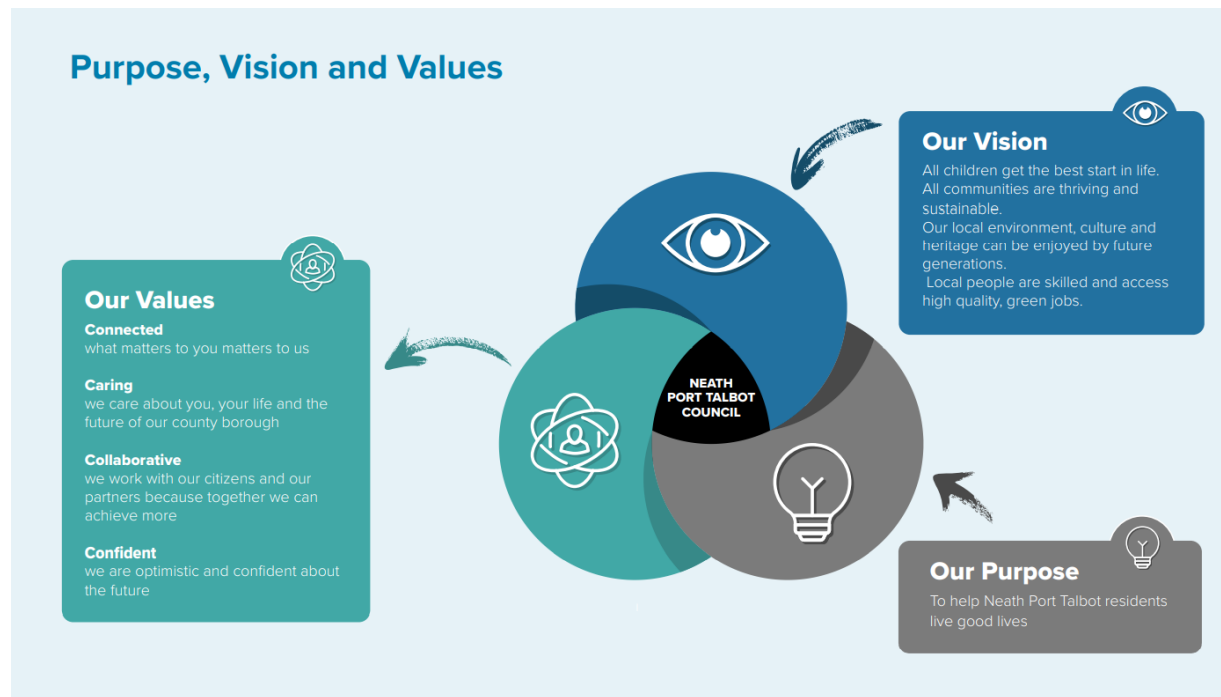 Purpose, Vision and Values
Our Vision
All children get the best start in life.
All communities are thriving and
sustainable.
Our local environment, culture and
heritage can be enjoyed by future
generations.
Local people are skilled and access
high quality, green jobs.
Our Values
Connected
what matters to you matters to us
Caring
we care about you, your life and the
future of our county borough
Collaborative
we work with our citizens and our
partners because together we can
achieve more
Confident
we are optimistic and confident about
the future
NEATH
PORT TALBOT
COUNCIL
Our Purpose
To help Neath Port Talbot residents
live good lives